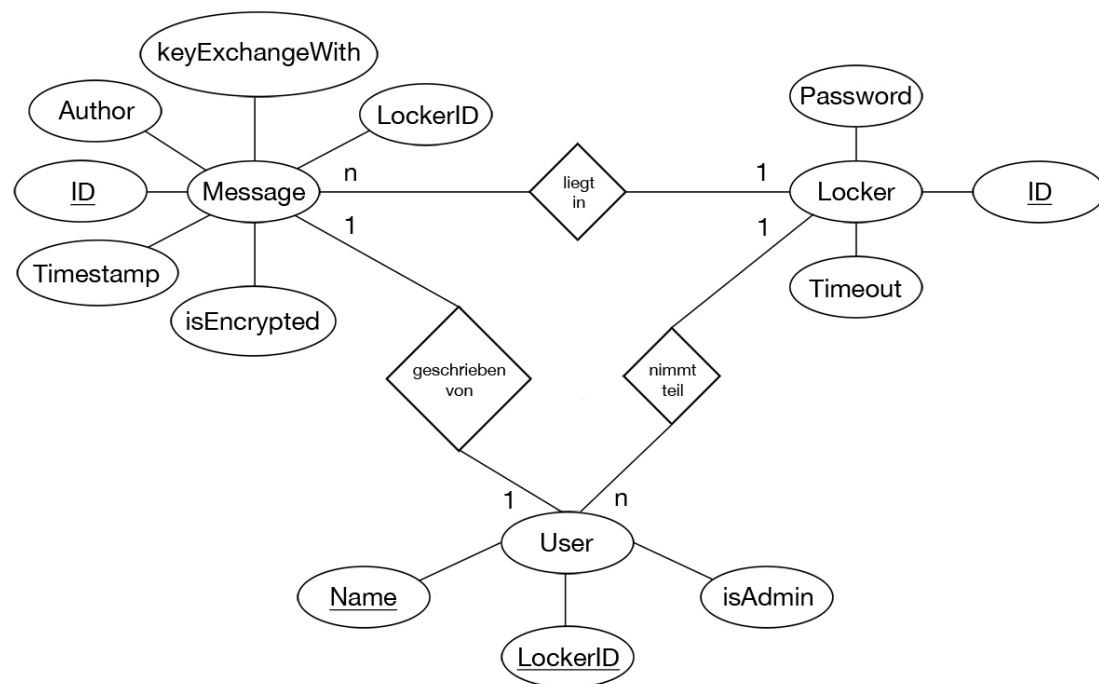 keyExchangeWith
Author
LockerID
Password
ID
Message
n
liegt
in
1
Locker
ID
1
1
Timestamp
Timeout
isEncrypted
geschrieben
von
nimmt
teil
1
n
User
Name
isAdmin
LockerID